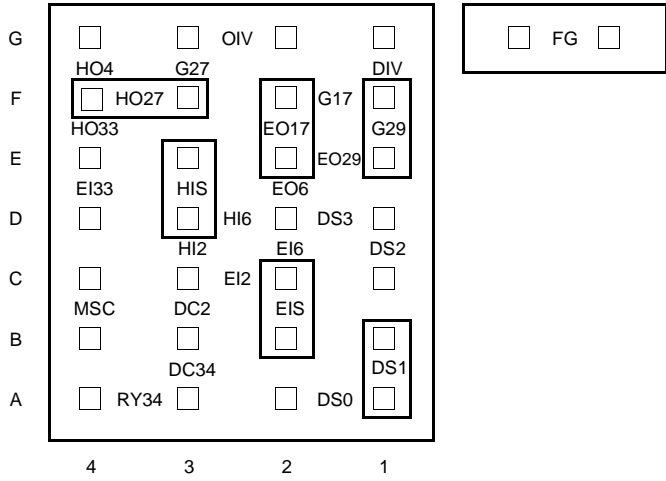 G OIV FG
HO4 G27 DIV
F HO27 G17
HO33 EO17 G29
E EO29
EI33 HIS EO6
D HI6 DS3
HI2 EI6 DS2
C EI2
MSC DC2 EIS
B
DC34 DS1
A RY34 DS0
4 3 2 1